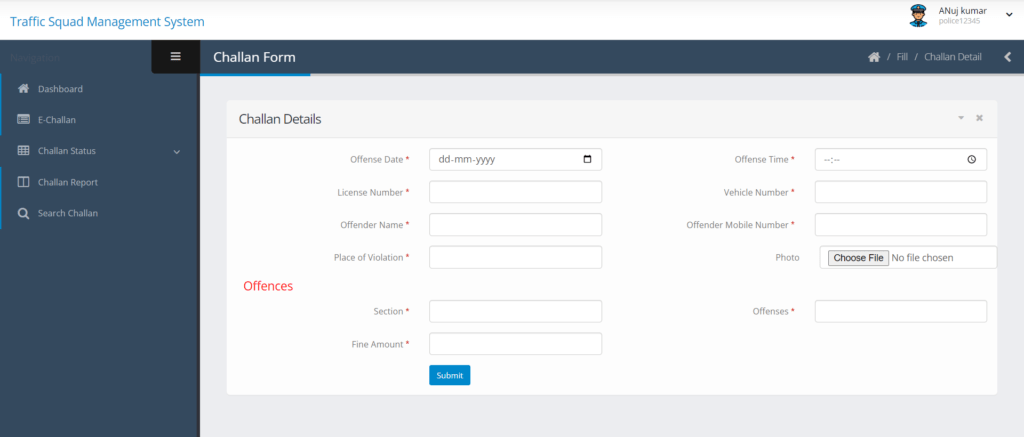 Traffic Squad Management System
ANuj kumar
police12345
Navigation
Challan Form
/ Fill / Challan Detail
Dashboard
E-Challan
Challan Status
Challan Report
Search Challan
Challan Details
Offense Date * dd-mm-yyyy Offense Time * --:--
License Number * Vehicle Number *
Offender Name * Offender Mobile Number *
Place of Violation * Photo Choose File No file chosen
Offences
Section * Offenses *
Fine Amount *
Submit